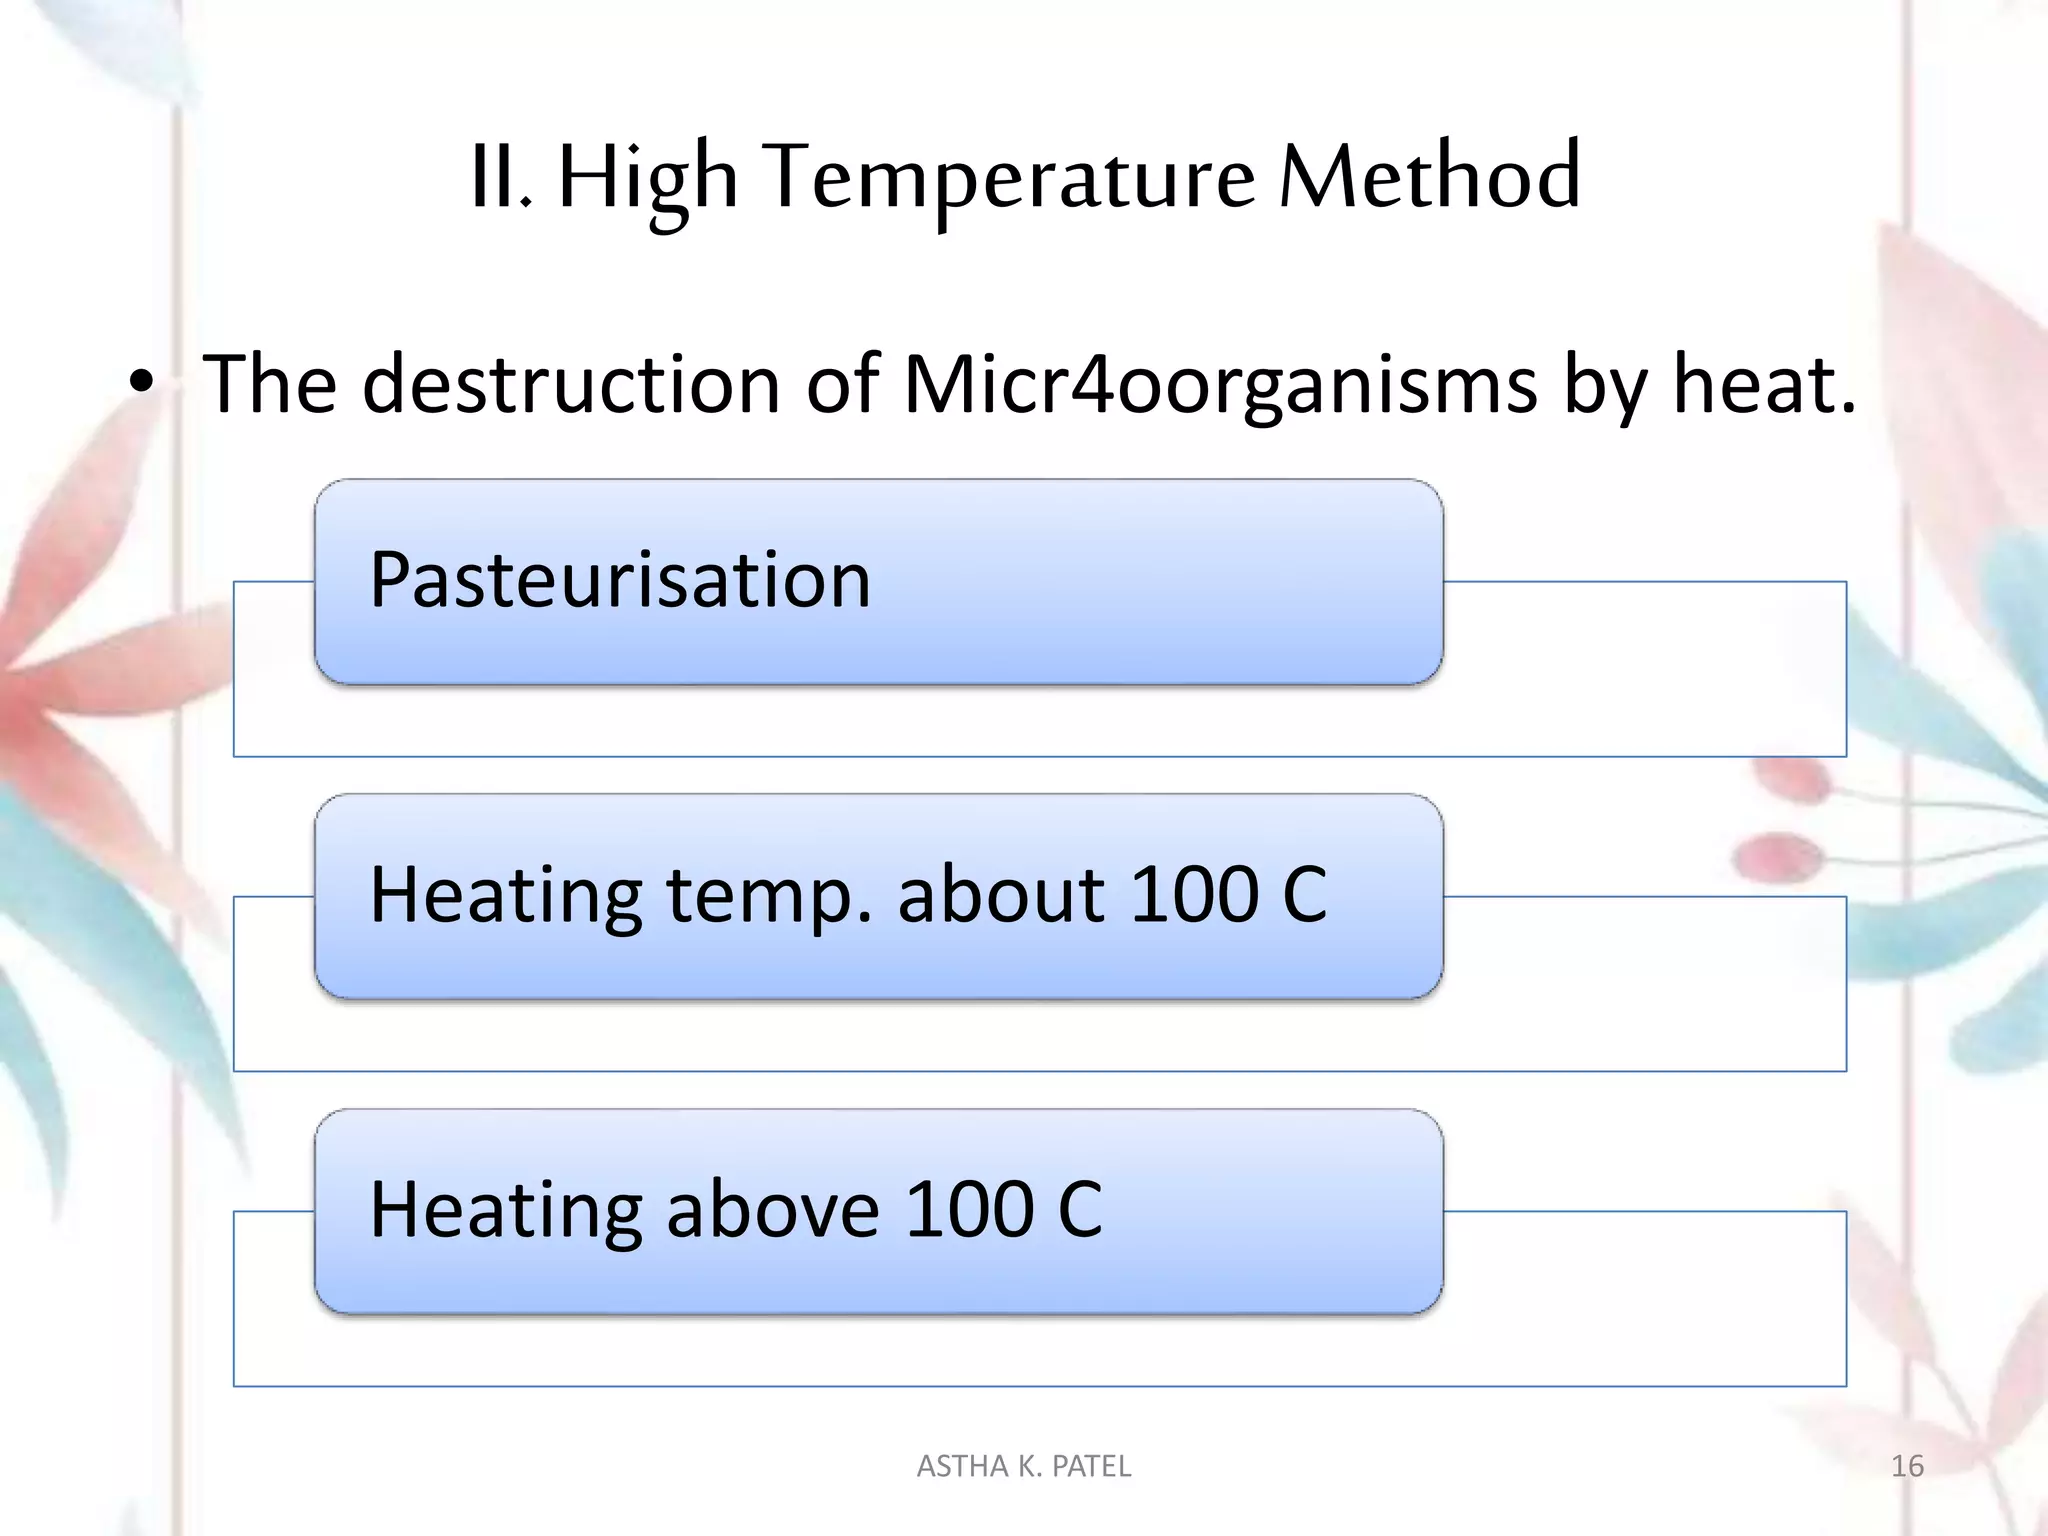 II. High Temperature Method
• The destruction of Micr4oorganisms by heat.
Pasteurisation
Heating temp. about 100 C
Heating above 100 C
ASTHA K. PATEL
16